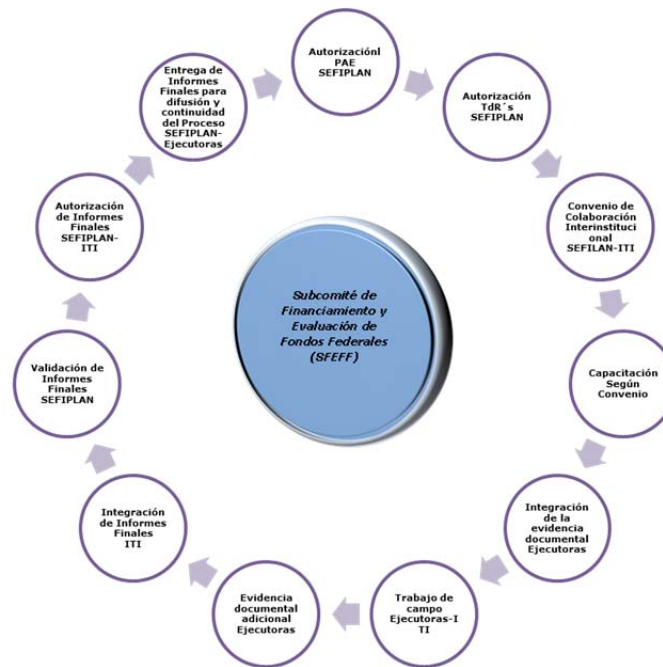 Autorizaciónl
PAE
SEFIPLAN
Autorización
TdR´s
SEFIPLAN
Convenio de
Colaboración
Interinstituci
onal
SEFILAN-ITI
Capacitación
Según
Convenio
Integración
de la
evidencia
documental
Ejecutoras
Trabajo de
campo
Ejecutoras-I
TI
Evidencia
documental
adicional
Ejecutoras
Integración
de Informes
Finales
ITI
Validación de
Informes
Finales
SEFIPLAN
Autorización
de Informes
Finales
SEFIPLAN-
ITI
Entrega de
Informes
Finales para
difusión y
continuidad
del Proceso
SEFIPLAN-
Ejecutoras
Subcomité de
Financiamiento y
Evaluación de
Fondos Federales
(SFEFF)